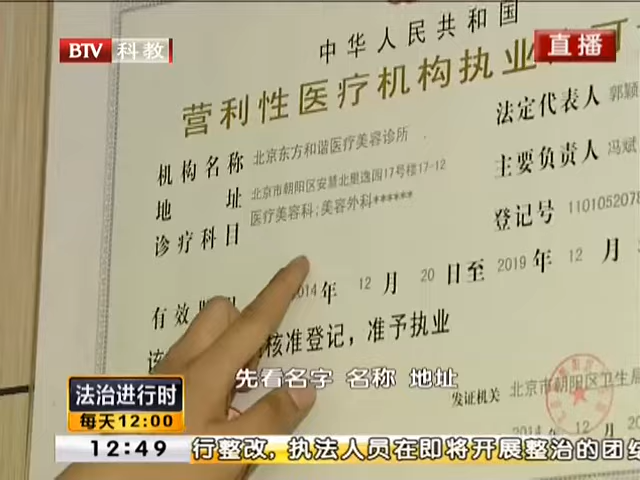 BTV 科教
直播
中华人民共和国
营利性医疗机构执业
机构名称 北京东方和谐医疗美容诊所
法定代表人 郭颖
地 址 北京市朝阳区安慧北里逸园17号楼17-12
主要负责人 冯斌
诊疗科目 医疗美容科;美容外科******
登记号 1101052078
2014年 12 月 20 日至 2019 年 12 月
核准登记，准予执业
先看名字 名称 地址
发证机关 北京市朝阳区卫生局
法治进行时
每天12:00
12:49 行整改，执法人员在即将开展整治的团结